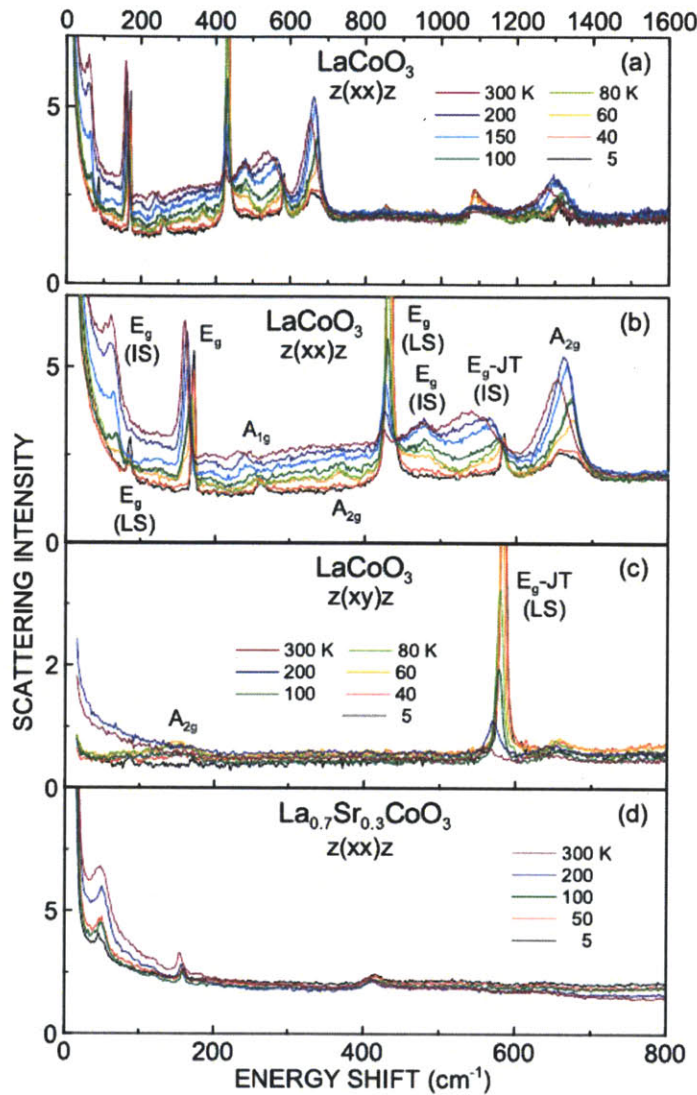 0 200 400 600 800 1000 1200 1400 1600
LaCoO3 (a)
z(xx)z
5
300 K 80 K
200 60
150 40
100 5
0
LaCoO3 (b)
z(xx)z
5
Eg
(IS)
Eg
Eg
(LS)
Eg
(IS)
Eg-JT
(IS)
A2g
A1g
Eg
(LS)
A2g
0
LaCoO3 (c)
z(xy)z
Eg-JT
(LS)
300 K 80 K
200 60
100 40
5
2
A2g
0
La0.7Sr0.3CoO3 (d)
z(xx)z
300 K
200
100
50
5
5
0
0 200 400 600 800
SCATTERING INTENSITY
ENERGY SHIFT (cm-1)